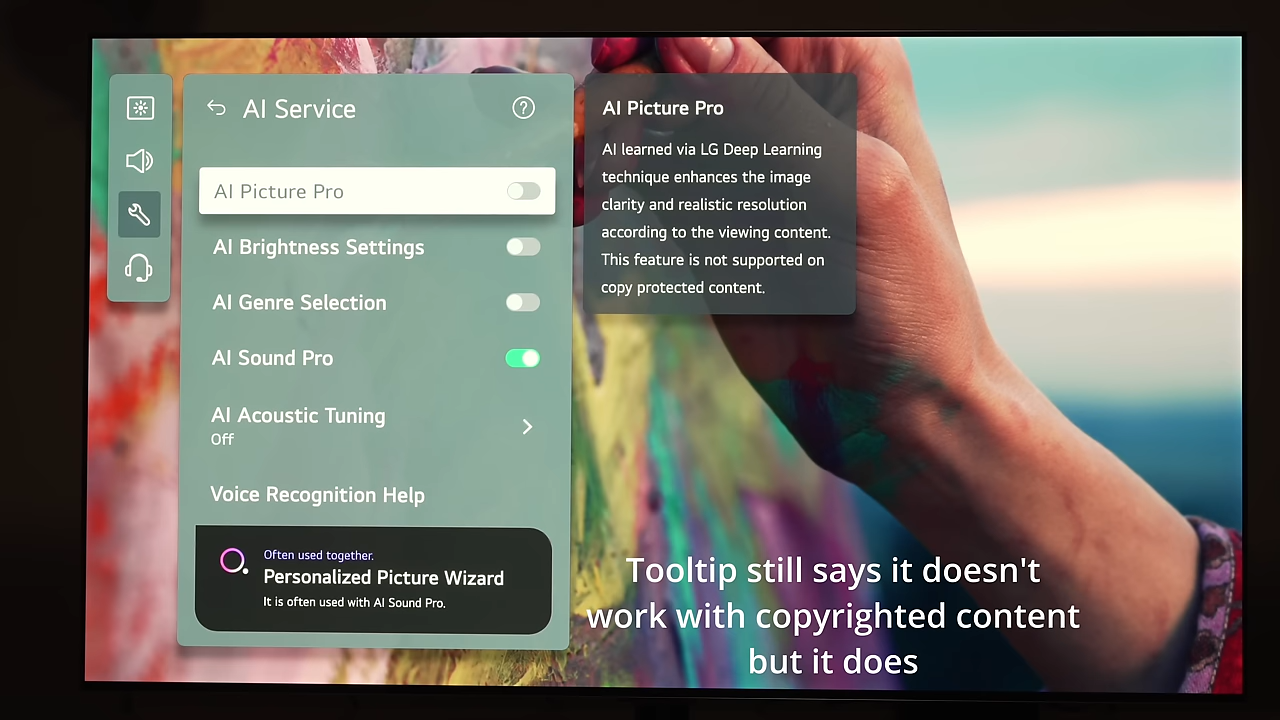 AI Service
AI Picture Pro
AI Brightness Settings
AI Genre Selection
AI Sound Pro
AI Acoustic Tuning
Off
Voice Recognition Help
Often used together.
Personalized Picture Wizard
It is often used with AI Sound Pro.
AI Picture Pro
AI learned via LG Deep Learning
technique enhances the image
clarity and realistic resolution
according to the viewing content.
This feature is not supported on
copy protected content.
Tooltip still says it doesn't
work with copyrighted content
but it does